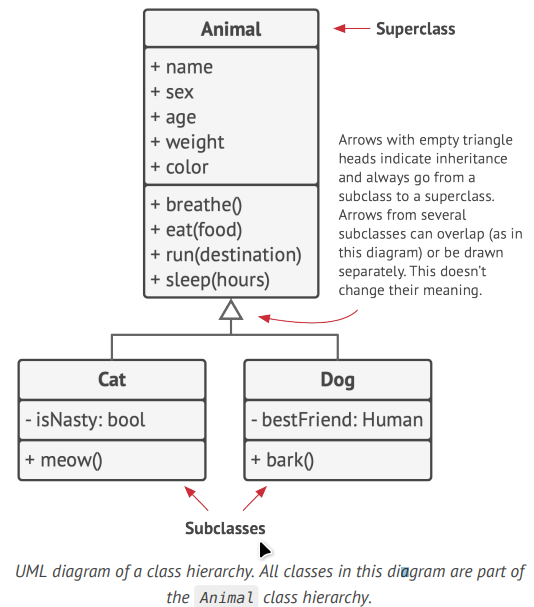 Animal
Superclass
+ name
+ sex
+ age
+ weight
+ color
+ breathe()
+ eat(food)
+ run(destination)
+ sleep(hours)
Arrows with empty triangle
heads indicate inheritance
and always go from a
subclass to a superclass.
Arrows from several
subclasses can overlap (as in
this diagram) or be drawn
separately. This doesn't
change their meaning.
Cat
- isNasty: bool
+ meow()
Dog
- bestFriend: Human
+ bark()
Subclasses
UML diagram of a class hierarchy. All classes in this diagram are part of
the Animal class hierarchy.